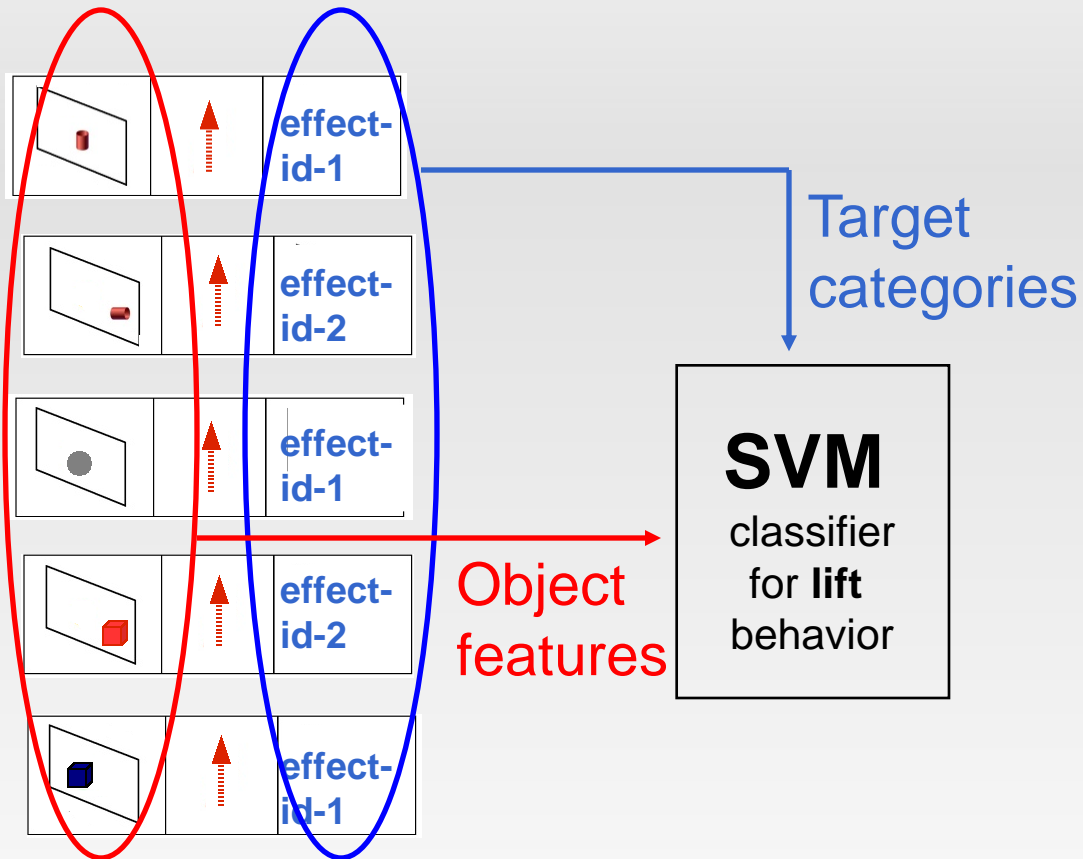 effect-
id-1
effect-
id-2
effect-
id-1
effect-
id-2
effect-
id-1
Target
categories
Object
features
SVM
classifier
for lift
behavior